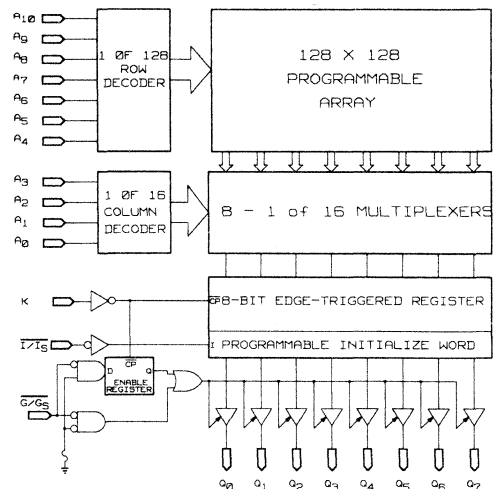 A10
A9
A8
A7
A6
A5
A4
1 OF 128
ROW
DECODER
128 X 128
PROGRAMMABLE
ARRAY
A3
A2
A1
A0
1 OF 16
COLUMN
DECODER
8 - 1 of 16 MULTIPLEXERS
K
8-BIT EDGE-TRIGGERED REGISTER
I/IS
I PROGRAMMABLE INITIALIZE WORD
CP
D Q
ENABLE
REGISTER
G/GS
Q0 Q1 Q2 Q3 Q4 Q5 Q6 Q7